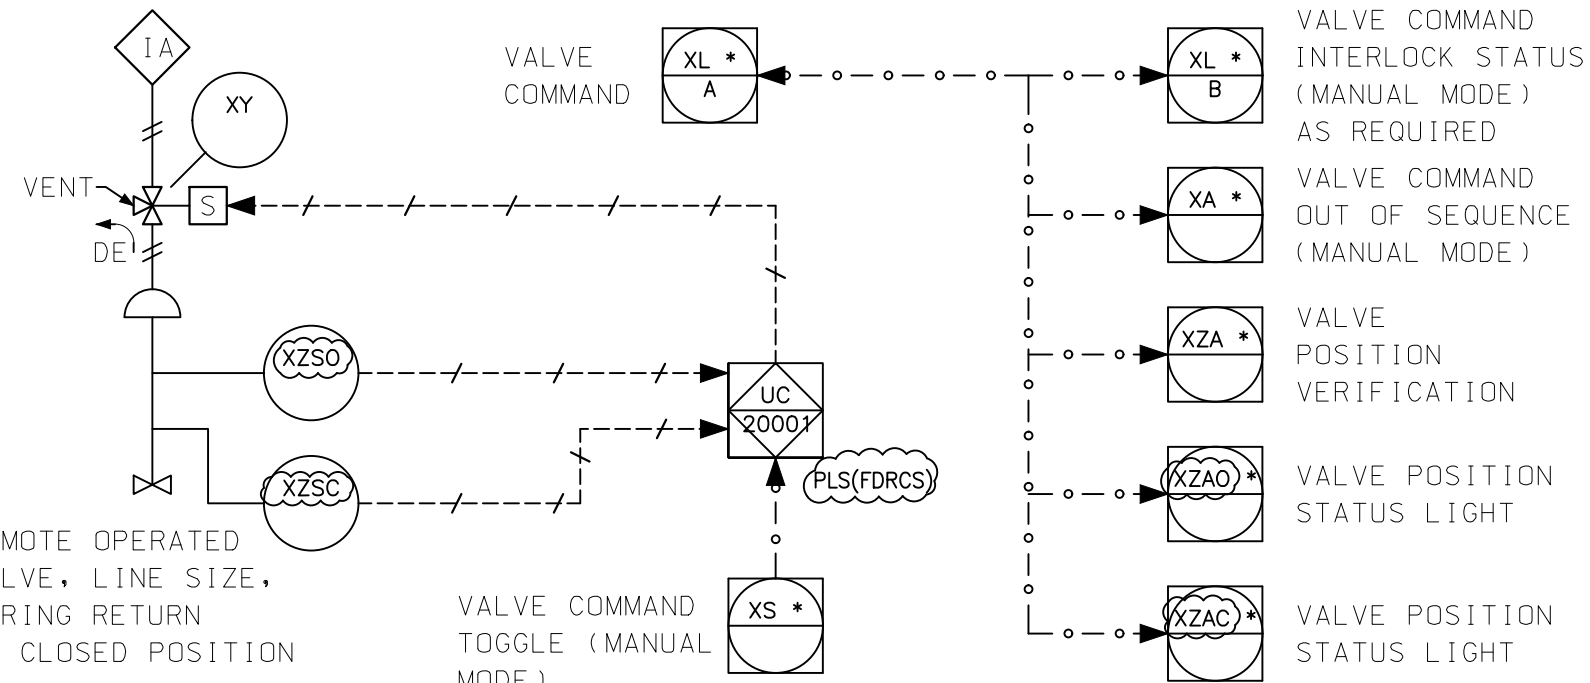 IA
XY
VENT
S
DE
XZSO
XZSC
MOTE OPERATED
LVE, LINE SIZE,
RING RETURN
CLOSED POSITION
VALVE
COMMAND
XL *
A
UC
20001
PLS(FDRCS)
VALVE COMMAND
TOGGLE (MANUAL
MODE)
XS *
XL *
B
VALVE COMMAND
INTERLOCK STATUS
(MANUAL MODE)
AS REQUIRED
XA *
VALVE COMMAND
OUT OF SEQUENCE
(MANUAL MODE)
XZA *
VALVE
POSITION
VERIFICATION
XZAO *
VALVE POSITION
STATUS LIGHT
XZAC *
VALVE POSITION
STATUS LIGHT